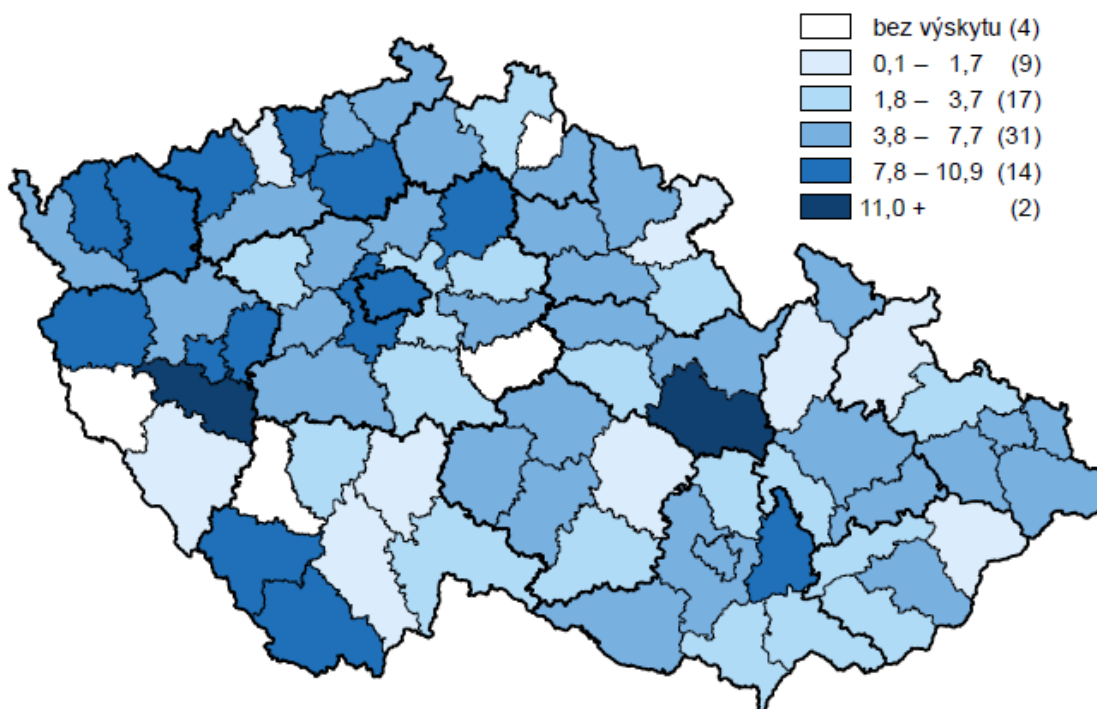 bez výskytu (4)
0,1 – 1,7 (9)
1,8 – 3,7 (17)
3,8 – 7,7 (31)
7,8 – 10,9 (14)
11,0 + (2)